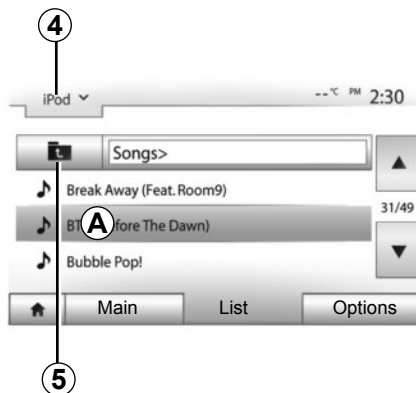 4
iPod
--°C PM 2:30
Songs>
Break Away (Feat. Room9)
31/49
BT A fore The Dawn)
Bubble Pop!
Main List Options
5